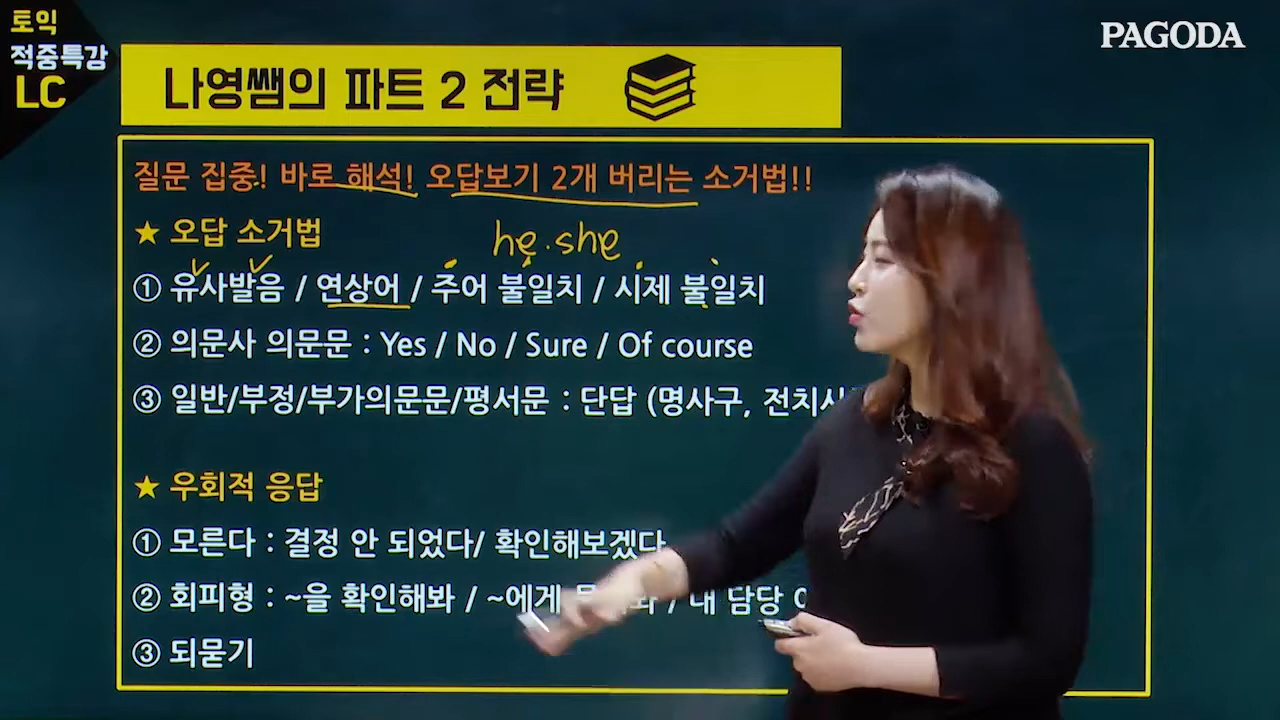 토익
적중특강
LC
PAGODA
나영쌤의 파트 2 전략
질문 집중! 바로 해석! 오답보기 2개 버리는 소거법!!
★ 오답 소거법
he. she
① 유사발음 / 연상어 / 주어 불일치 / 시제 불일치
② 의문사 의문문 : Yes / No / Sure / Of course
③ 일반/부정/부가의문문/평서문 : 단답 (명사구, 전치사
★ 우회적 응답
① 모른다 : 결정 안 되었다/ 확인해보겠다
② 회피형 : ~을 확인해봐 / ~에게 / 내 담당
③ 되묻기